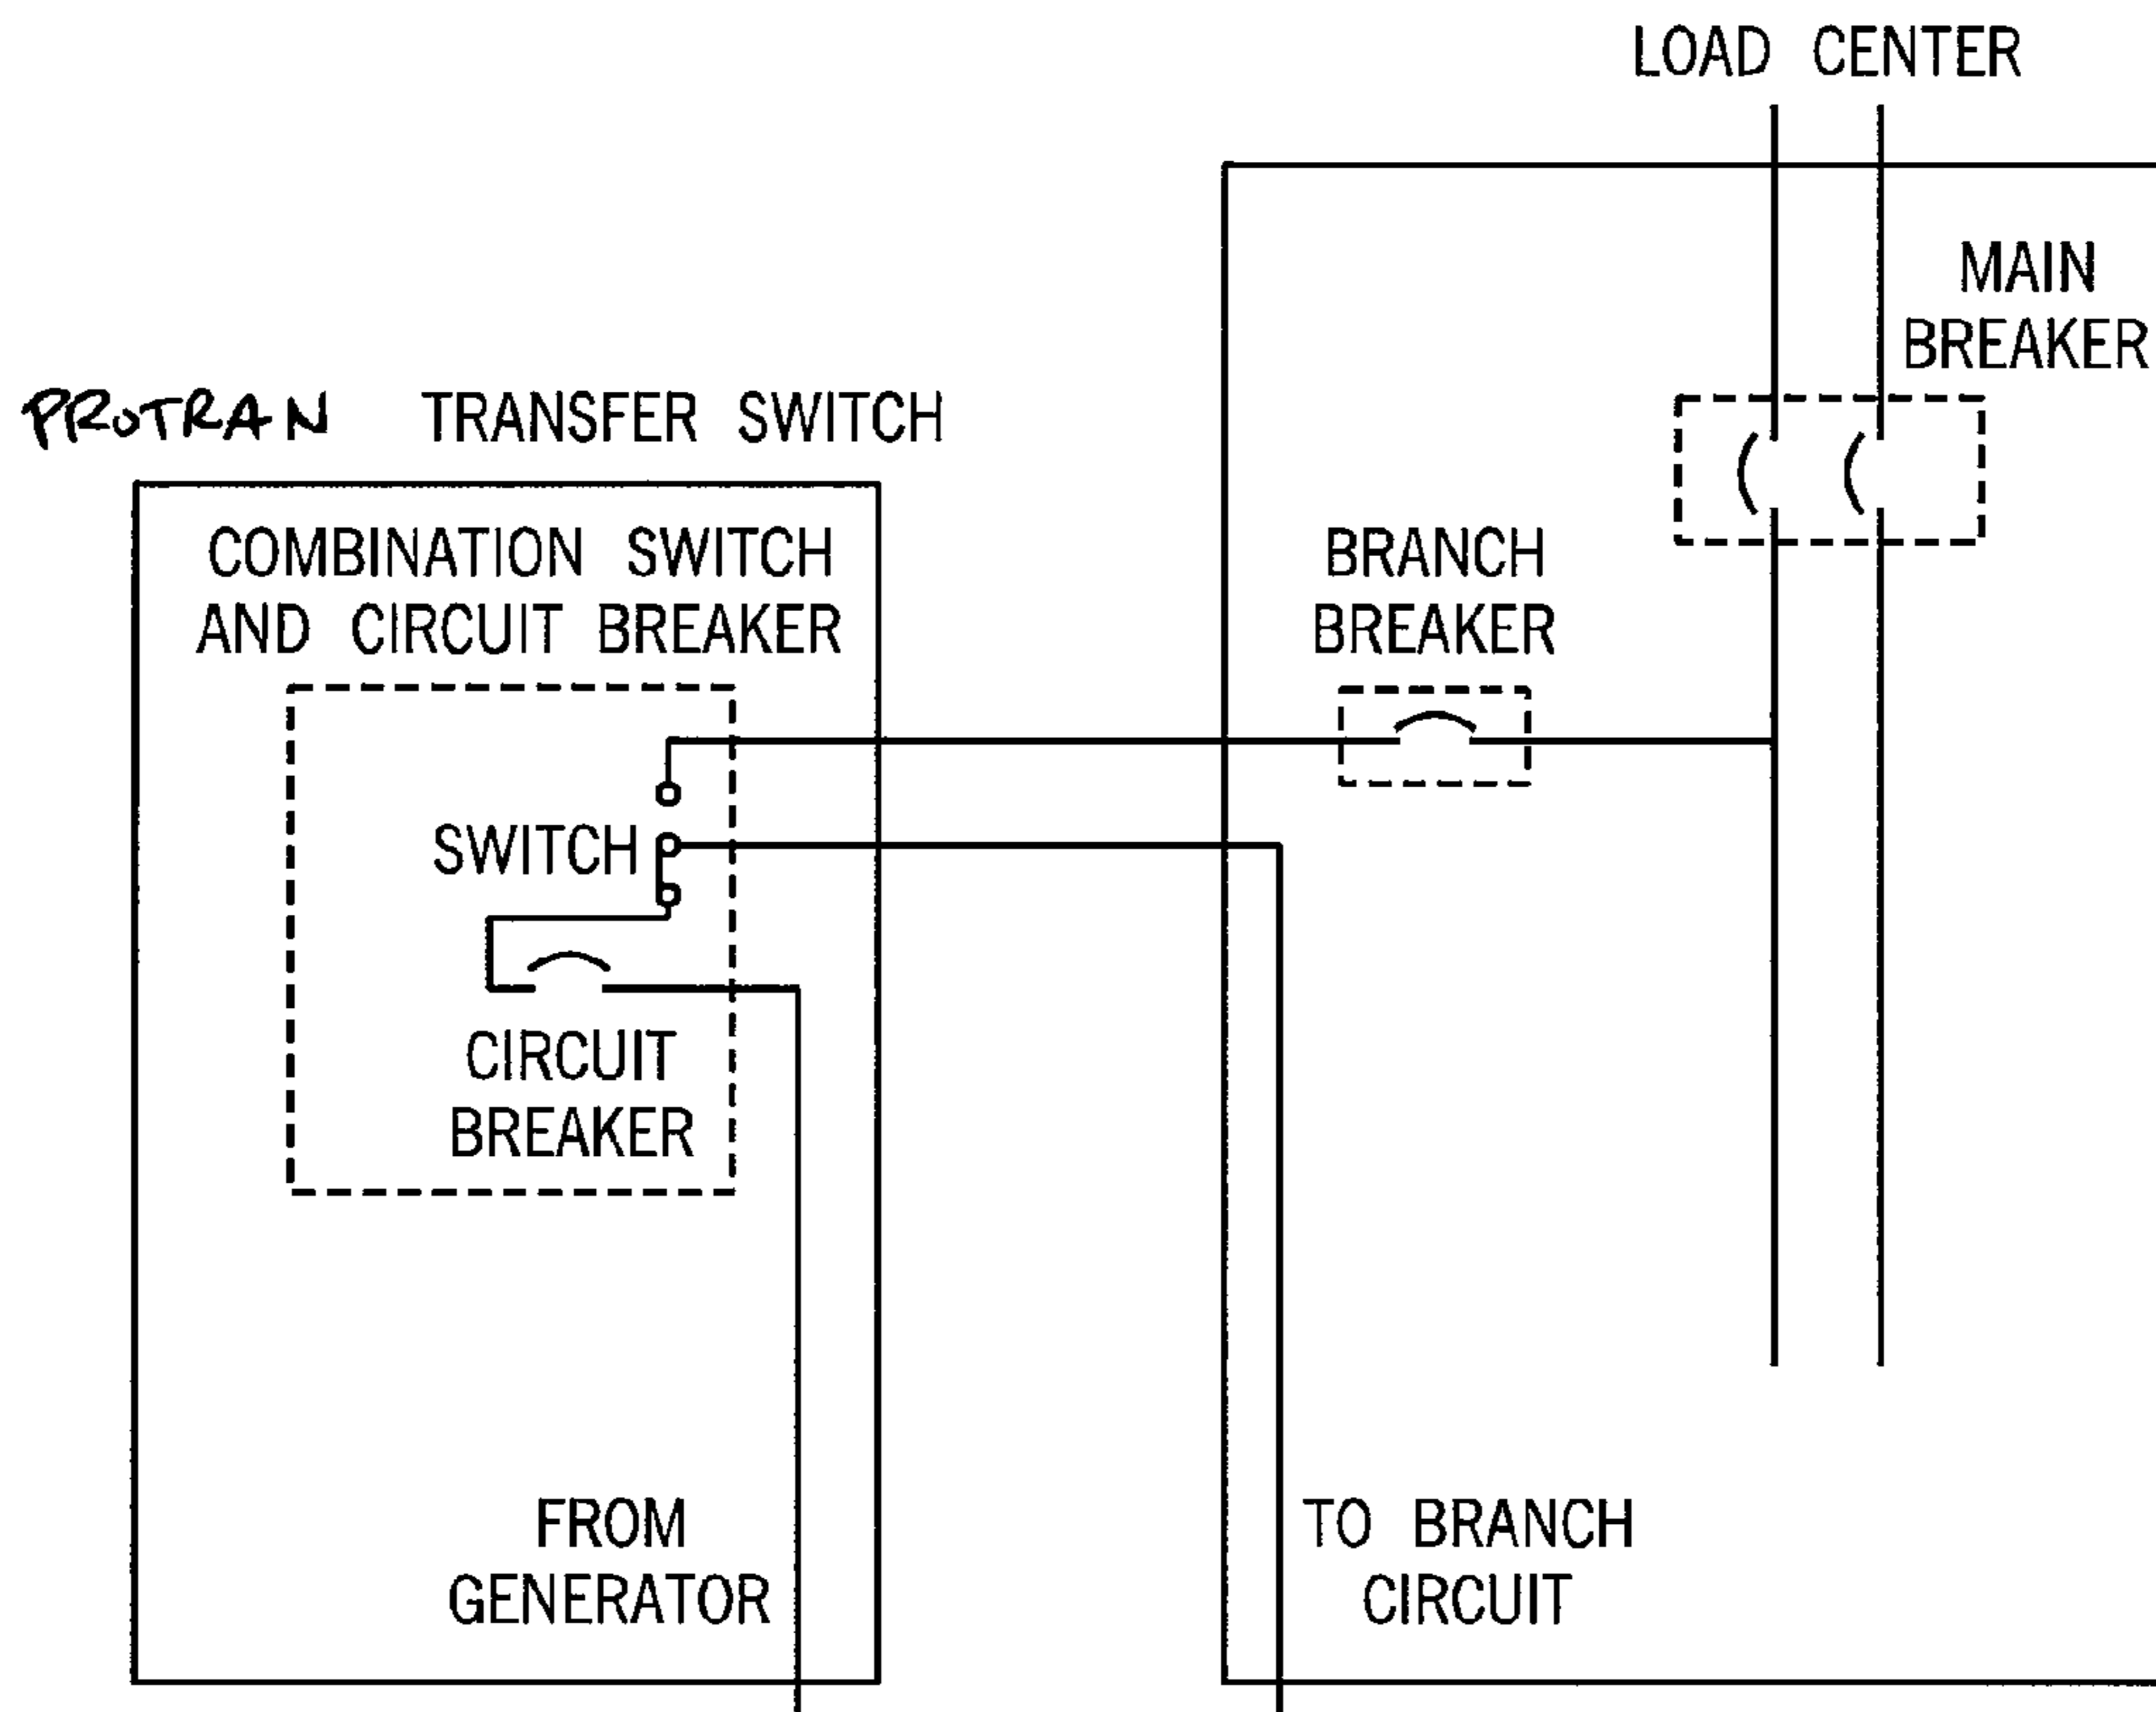 LOAD CENTER
MAIN
BREAKER
PROTRAN TRANSFER SWITCH
COMBINATION SWITCH
AND CIRCUIT BREAKER
BRANCH
BREAKER
SWITCH
CIRCUIT
BREAKER
FROM
GENERATOR
TO BRANCH
CIRCUIT